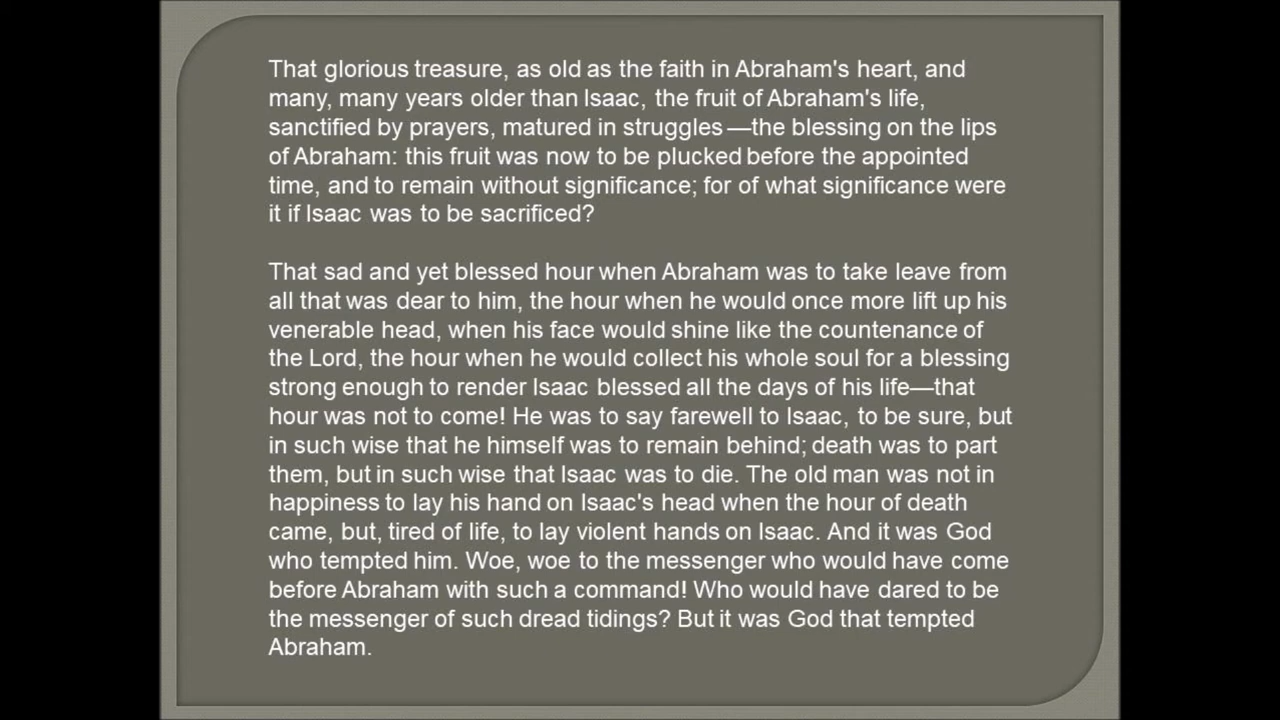 That glorious treasure, as old as the faith in Abraham's heart, and
many, many years older than Isaac, the fruit of Abraham's life,
sanctified by prayers, matured in struggles—the blessing on the lips
of Abraham: this fruit was now to be plucked before the appointed
time, and to remain without significance; for of what significance were
it if Isaac was to be sacrificed?
That sad and yet blessed hour when Abraham was to take leave from
all that was dear to him, the hour when he would once more lift up his
venerable head, when his face would shine like the countenance of
the Lord, the hour when he would collect his whole soul for a blessing
strong enough to render Isaac blessed all the days of his life—that
hour was not to come! He was to say farewell to Isaac, to be sure, but
in such wise that he himself was to remain behind; death was to part
them, but in such wise that Isaac was to die. The old man was not in
happiness to lay his hand on Isaac's head when the hour of death
came, but, tired of life, to lay violent hands on Isaac. And it was God
who tempted him. Woe, woe to the messenger who would have come
before Abraham with such a command! Who would have dared to be
the messenger of such dread tidings? But it was God that tempted
Abraham.